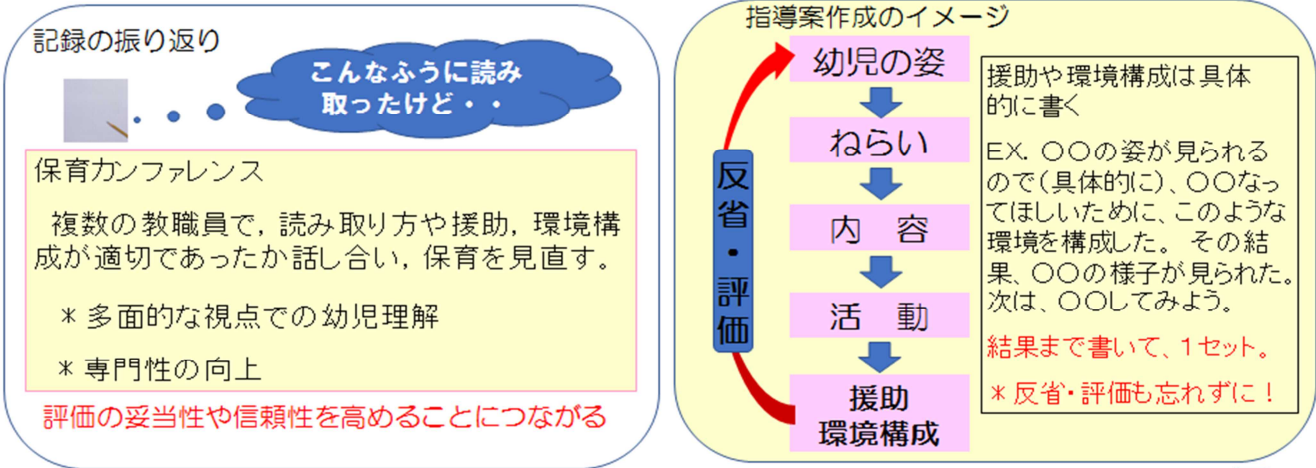 記録の振り返り
こんなふうに読み
取ったけど・・
保育カンファレンス
複数の教職員で,読み取り方や援助,環境構
成が適切であったか話し合い,保育を見直す。
*多面的な視点での幼児理解
*専門性の向上
評価の妥当性や信頼性を高めることにつながる
指導案作成のイメージ
幼児の姿
ねらい
内 容
活 動
援助
環境構成
反省・評価
援助や環境構成は具体
的に書く
EX. 〇〇の姿が見られる
ので(具体的に)、〇〇なっ
てほしいために、このような
環境を構成した。 その結
果、〇〇の様子が見られた。
次は、〇〇してみよう。
結果まで書いて、1セット。
*反省・評価も忘れずに!